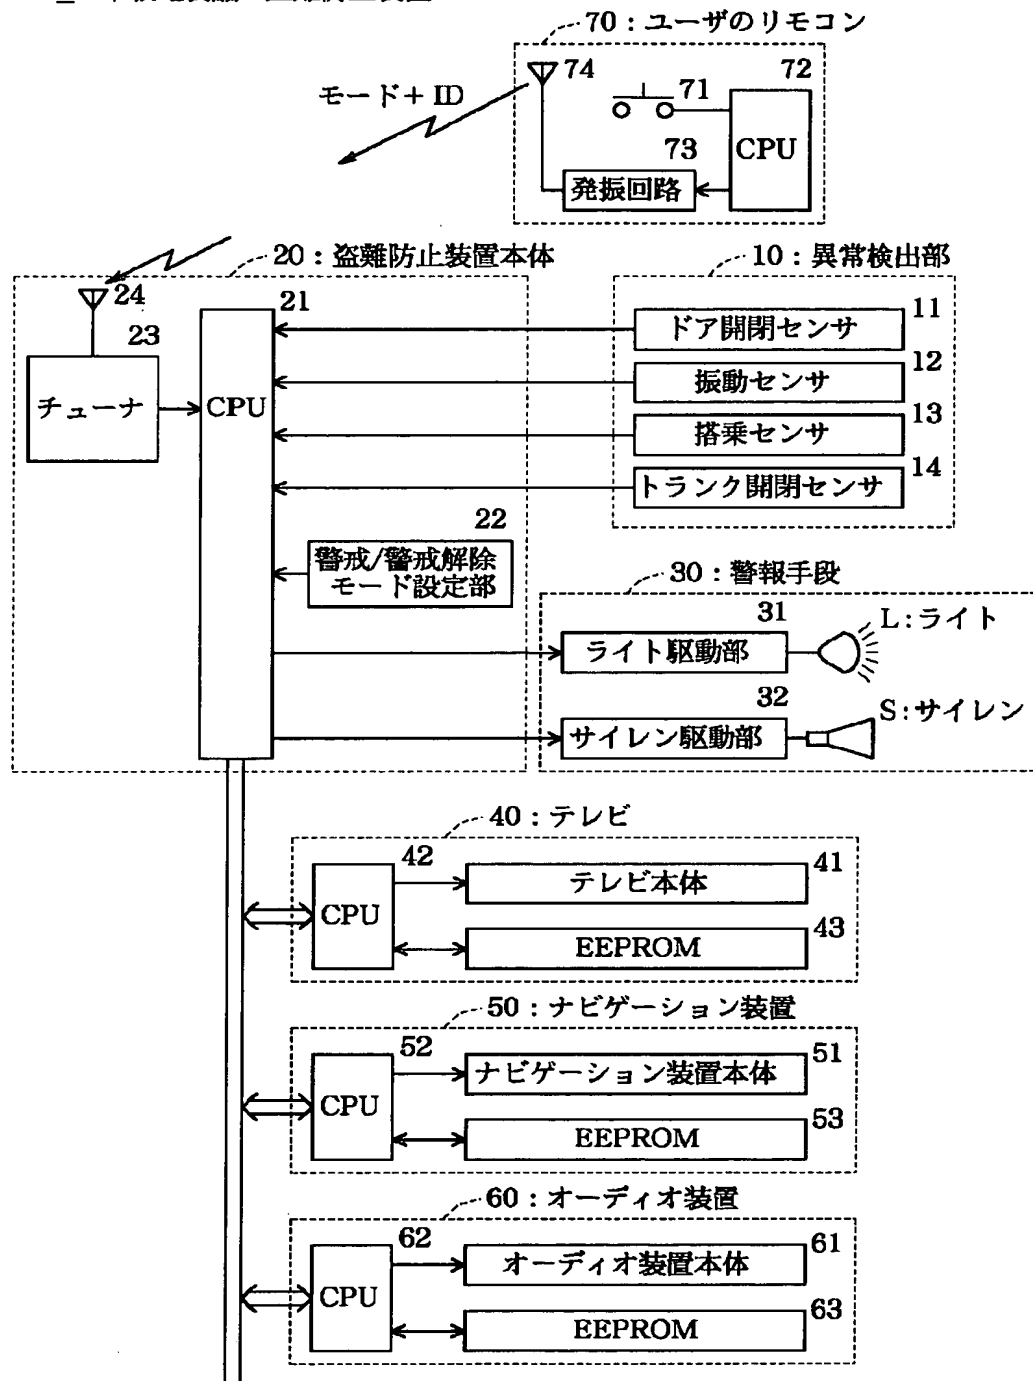 70：ユーザのリモコン
74
72
モード+ID
71
73
CPU
発振回路
20：盗難防止装置本体
10：異常検出部
24
21
11
23
ドア開閉センサ
12
チューナ
CPU
振動センサ
13
搭乗センサ
14
トランク開閉センサ
22
警戒/警戒解除
モード設定部
30：警報手段
31
L:ライト
ライト駆動部
32
S:サイレン
サイレン駆動部
40：テレビ
42
41
テレビ本体
CPU
43
EEPROM
50：ナビゲーション装置
52
51
ナビゲーション装置本体
CPU
53
EEPROM
60：オーディオ装置
62
61
オーディオ装置本体
CPU
63
EEPROM